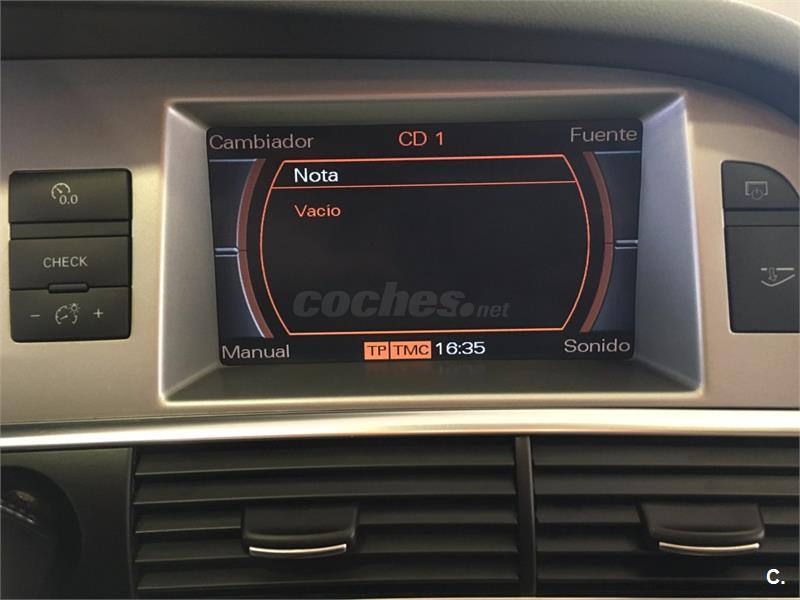 Cambiador CD 1 Fuente
Nota
Vacío
coches.net
Manual TP TMC 16:35 Sonido
0.0
CHECK
- +
C.